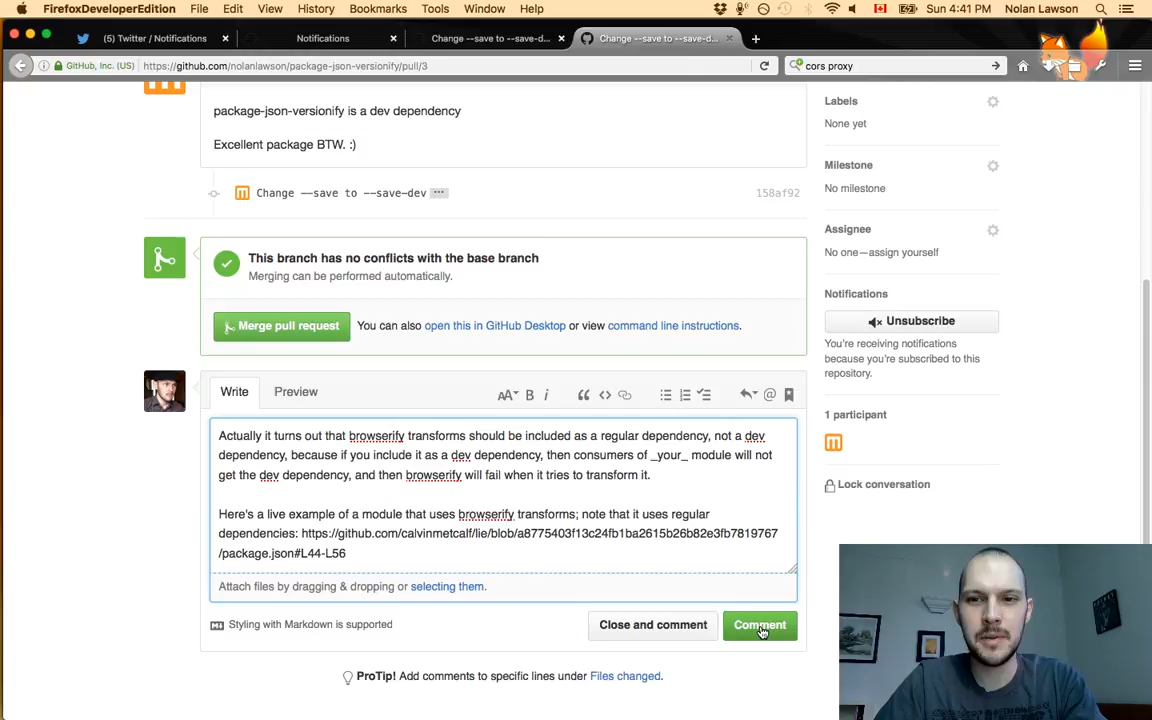 FirefoxDeveloperEdition File Edit View History Bookmarks Tools Window Help Sun 4:41 PM Nolan Lawson
(5) Twitter / Notifications × Notifications × Change --save to --save-d... × Change --save to --save-d... × +
GitHub, Inc. (US) https://github.com/nolanlawson/package-json-versionify/pull/3 cors proxy
package-json-versionify is a dev dependency
Excellent package BTW. :)
Change --save to --save-dev ... 158af92
This branch has no conflicts with the base branch
Merging can be performed automatically.
Merge pull request You can also open this in GitHub Desktop or view command line instructions.
Write Preview AA B i “ <> @
Actually it turns out that browserify transforms should be included as a regular dependency, not a dev
dependency, because if you include it as a dev dependency, then consumers of _your_ module will not
get the dev dependency, and then browserify will fail when it tries to transform it.
Here's a live example of a module that uses browserify transforms; note that it uses regular
dependencies: https://github.com/calvinmetcalf/lie/blob/a8775403f13c24fb1ba2615b26b82e3fb7819767
/package.json#L44-L56
Attach files by dragging & dropping or selecting them.
Styling with Markdown is supported Close and comment Comment
ProTip! Add comments to specific lines under Files changed.
Labels
None yet
Milestone
No milestone
Assignee
No one—assign yourself
Notifications
Unsubscribe
You're receiving notifications
because you're subscribed to this
repository.
1 participant
Lock conversation